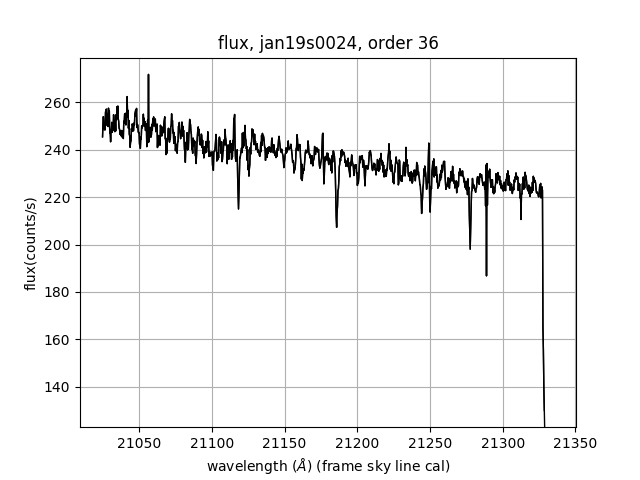 flux, jan19s0024, order 36
flux(counts/s)
260
240
220
200
180
160
140
21050 21100 21150 21200 21250 21300 21350
wavelength (Å) (frame sky line cal)